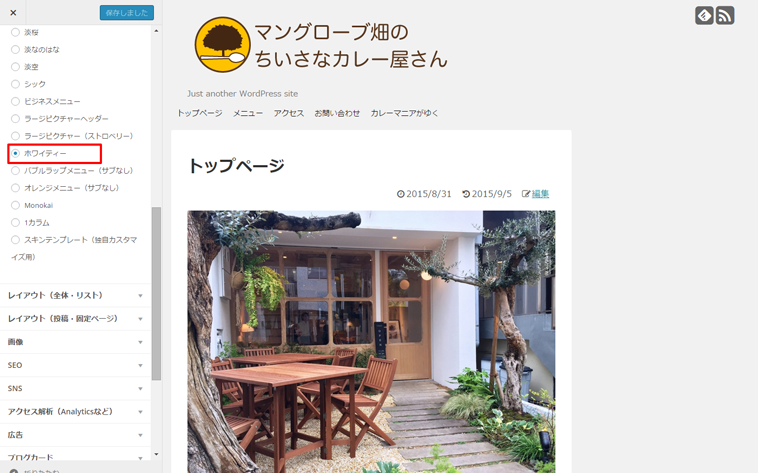 保存しました
淡桜
淡なのはな
淡空
シック
ビジネスメニュー
ラージピクチャーヘッダー
ラージピクチャー（ストロベリー）
ホワイティー
バブルラップメニュー（サブなし）
オレンジメニュー（サブなし）
Monokai
1カラム
スキンテンプレート（独自カスタマ
イズ用）
レイアウト（全体・リスト）
レイアウト（投稿・固定ページ）
画像
SEO
SNS
アクセス解析（Analyticsなど）
広告
ブログカード
マングローブ畑の
ちいさなカレー屋さん
Just another WordPress site
トップページ メニュー アクセス お問い合わせ カレーマニアがゆく
トップページ
2015/8/31 2015/9/5 編集